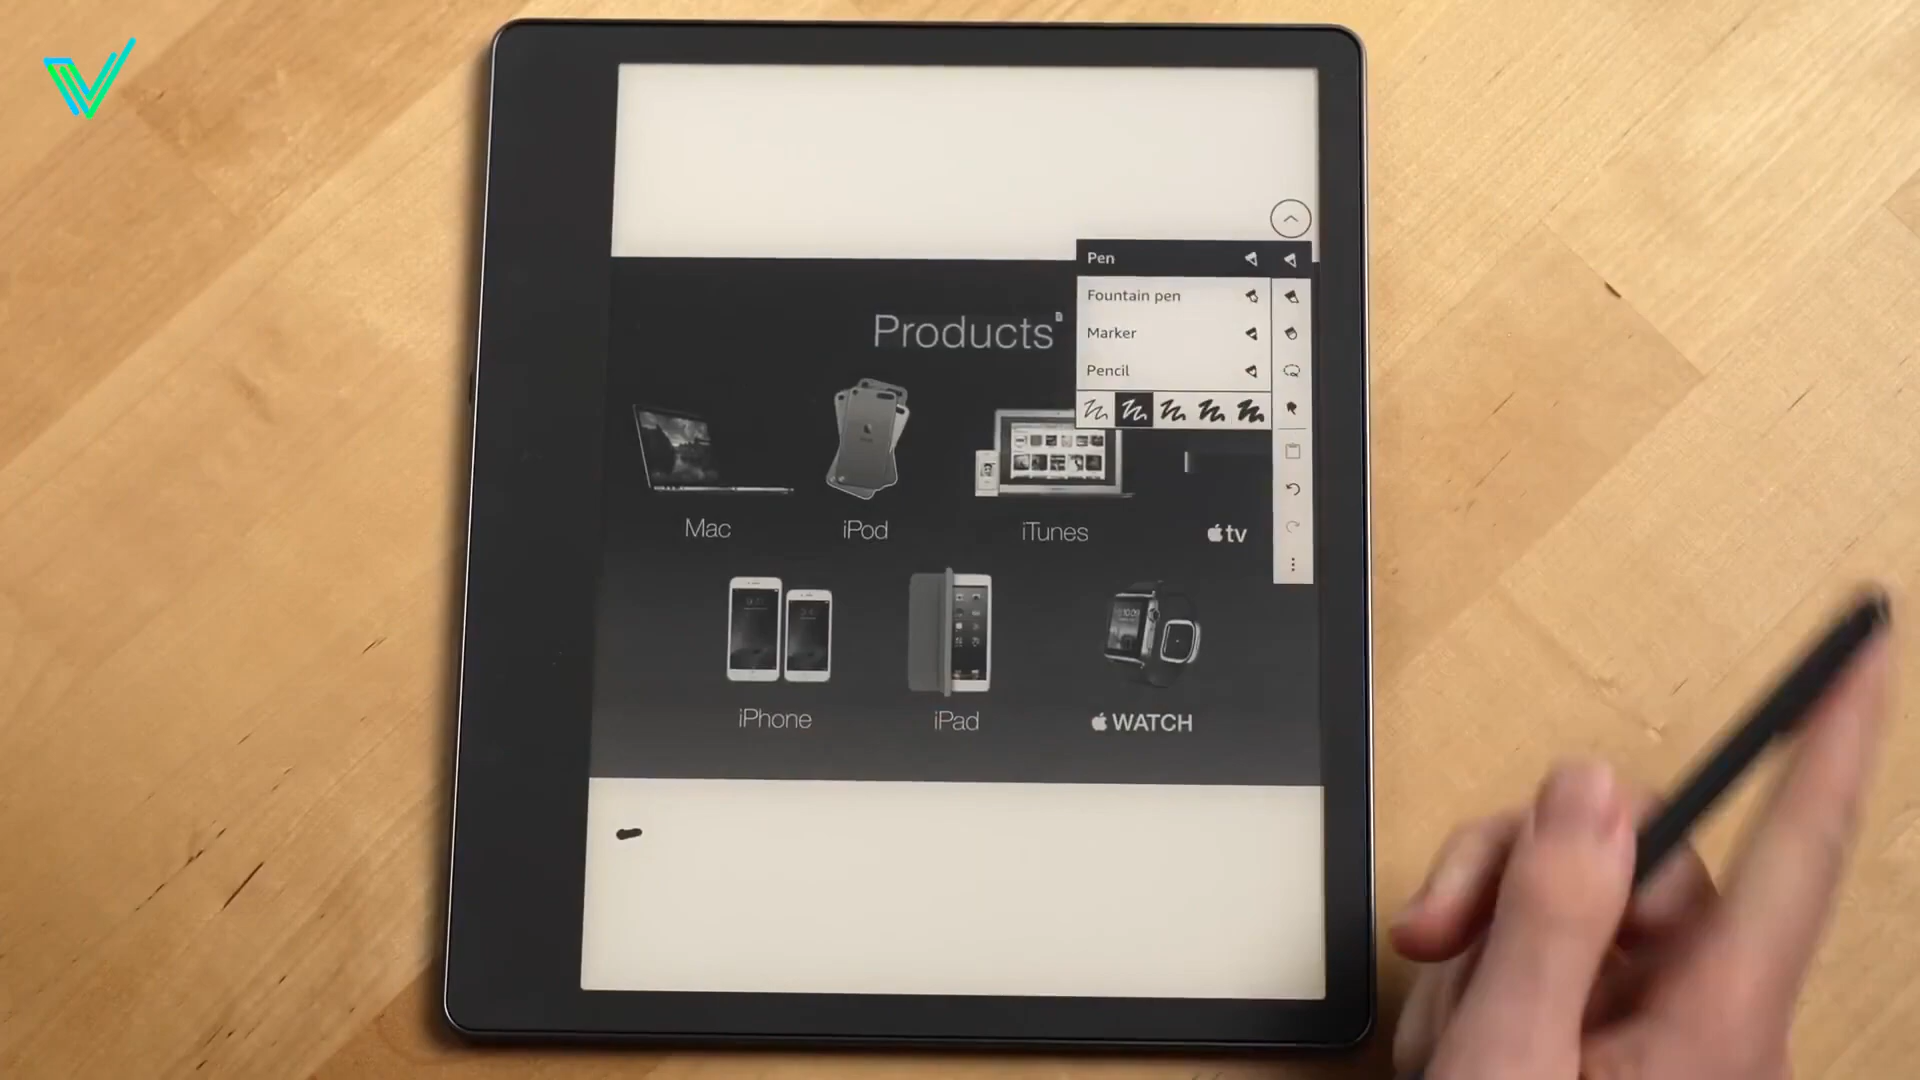 Pen
Fountain pen
Marker
Pencil
Products
Mac
iPod
iTunes
tv
iPhone
iPad
WATCH